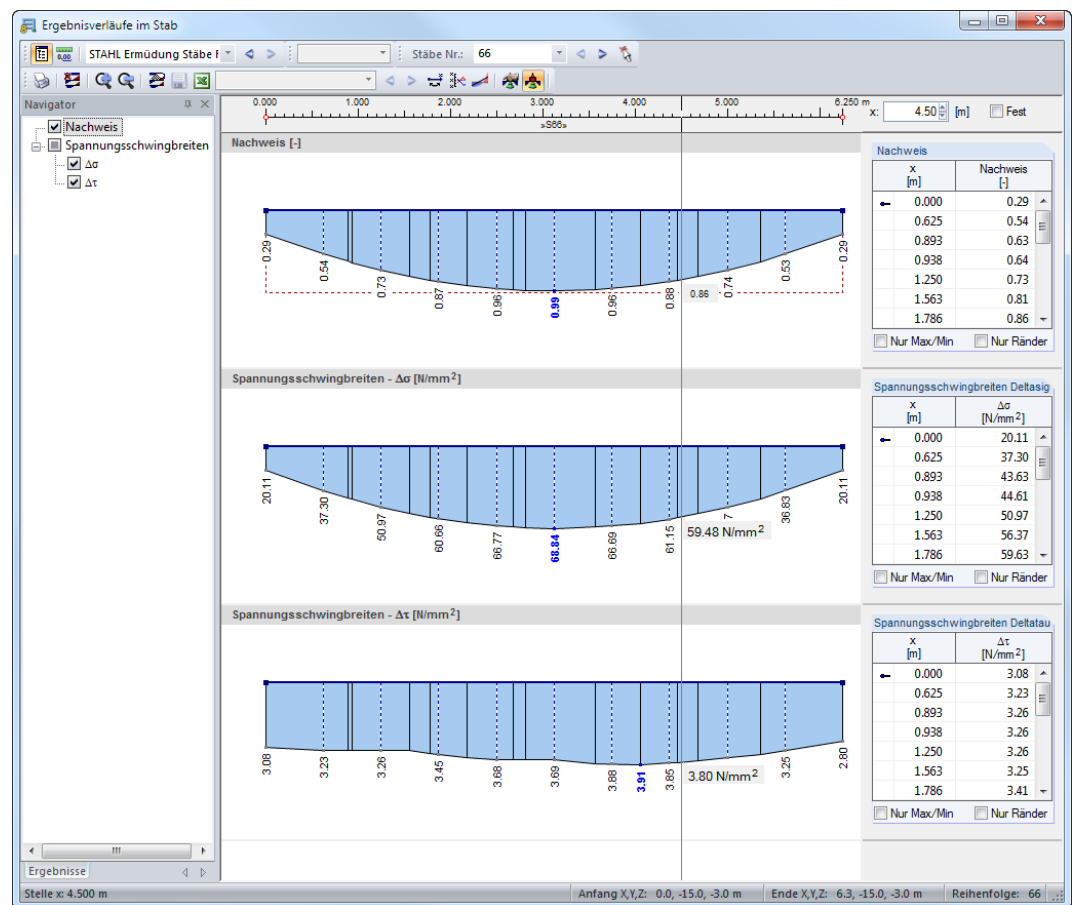 Ergebnisverläufe im Stab
STAHL Ermüdung Stäbe F
Stäbe Nr.: 66
Navigator
Nachweis
Spannungsschwingbreiten
Δσ
Δτ
Ergebnisse
0.000 1.000 2.000 3.000 4.000 5.000 6.250 m
»S66»
x: 4.50 [m] Fest
Nachweis [-]
0.29 0.54 0.73 0.87 0.96 0.99 0.96 0.88 0.86 0.74 0.53 0.29
Nachweis
x [m] Nachweis [-]
0.000 0.29
0.625 0.54
0.893 0.63
0.938 0.64
1.250 0.73
1.563 0.81
1.786 0.86
Nur Max/Min Nur Ränder
Spannungsschwingbreiten - Δσ [N/mm²]
20.11 37.30 50.97 60.66 66.77 68.84 66.69 61.15 59.48 N/mm² 7 36.83 20.11
Spannungsschwingbreiten Deltasig
x [m] Δσ [N/mm²]
0.000 20.11
0.625 37.30
0.893 43.63
0.938 44.61
1.250 50.97
1.563 56.37
1.786 59.63
Nur Max/Min Nur Ränder
Spannungsschwingbreiten - Δτ [N/mm²]
3.08 3.23 3.26 3.45 3.68 3.69 3.88 3.91 3.85 3.80 N/mm² 3.25 2.80
Spannungsschwingbreiten Deltatau
x [m] Δτ [N/mm²]
0.000 3.08
0.625 3.23
0.893 3.26
0.938 3.26
1.250 3.26
1.563 3.25
1.786 3.41
Nur Max/Min Nur Ränder
Stelle x: 4.500 m Anfang X,Y,Z: 0.0, -15.0, -3.0 m Ende X,Y,Z: 6.3, -15.0, -3.0 m Reihenfolge: 66